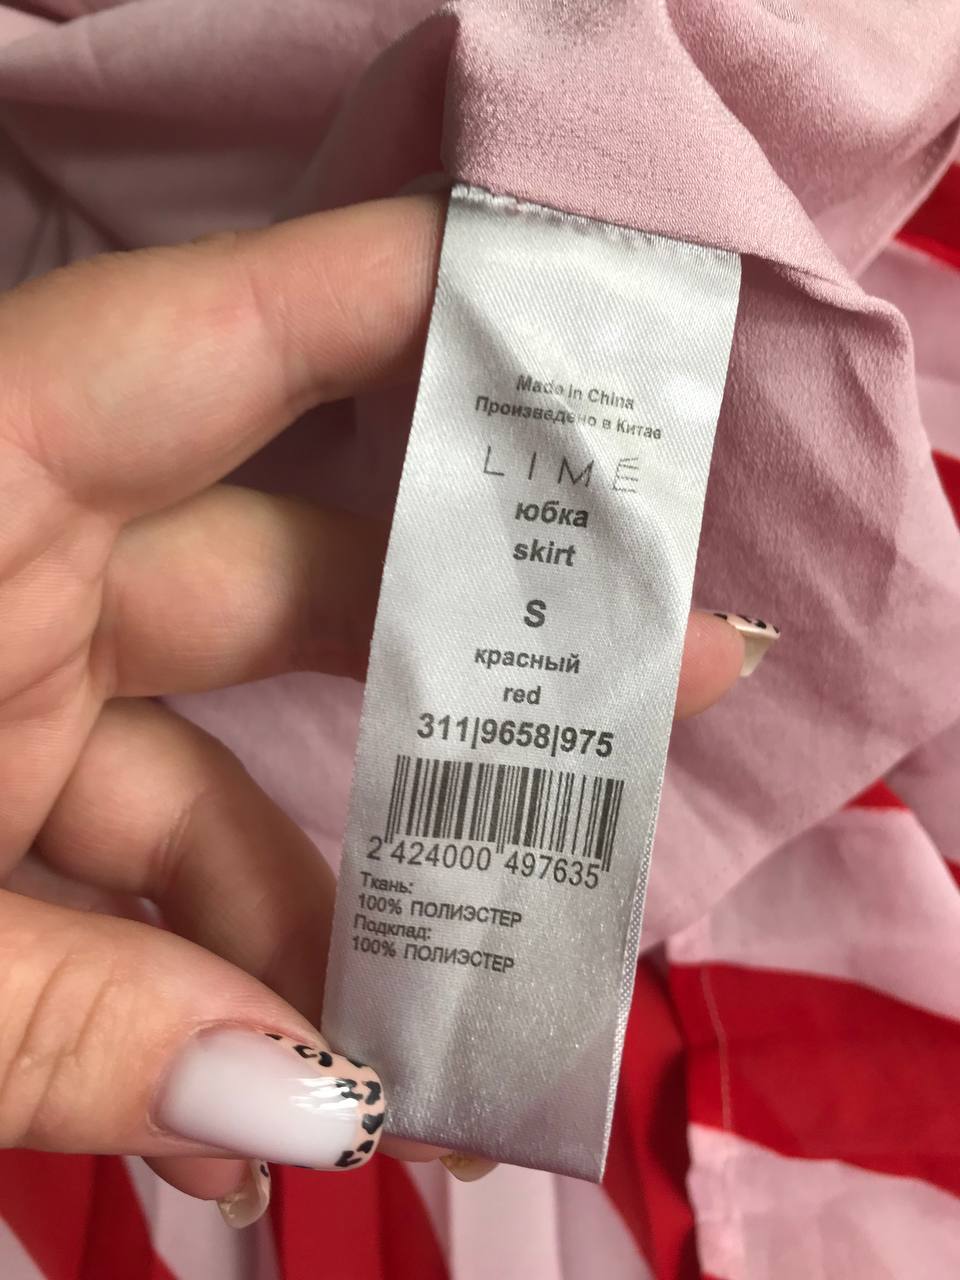 Made in China
Произведено в Китае
LIMÉ
юбка
skirt
S
красный
red
311|9658|975
2 424000 497635
Ткань:
100% ПОЛИЭСТЕР
Подклад:
100% ПОЛИЭСТЕР